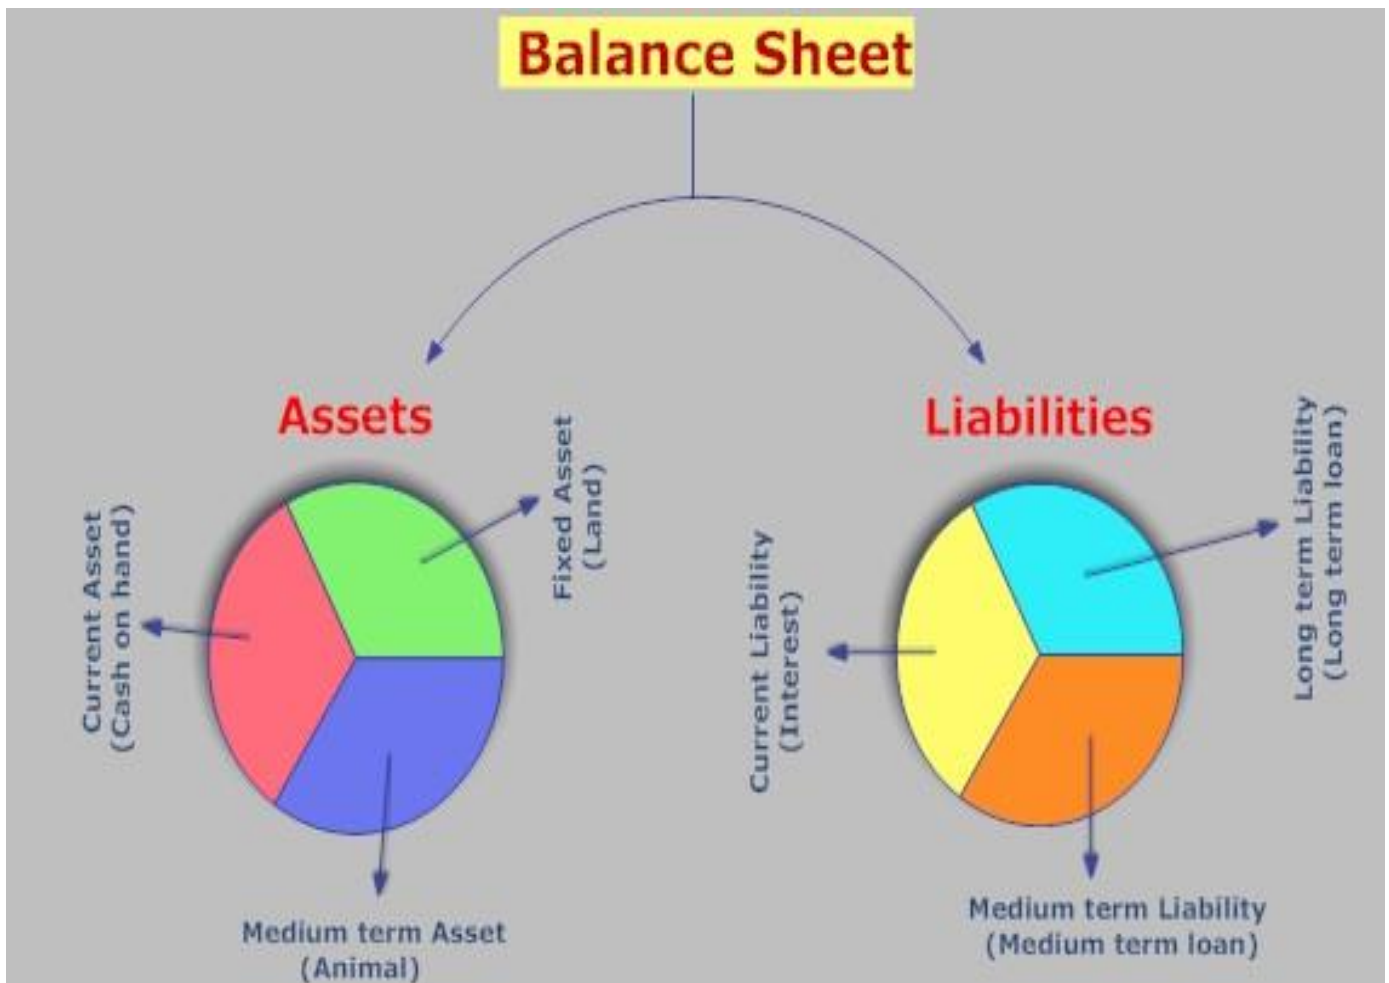 Balance Sheet
Assets
Liabilities
Current Asset
(Cash on hand)
Fixed Asset
(Land)
Medium term Asset
(Animal)
Current Liability
(Interest)
Long term Liability
(Long term loan)
Medium term Liability
(Medium term loan)